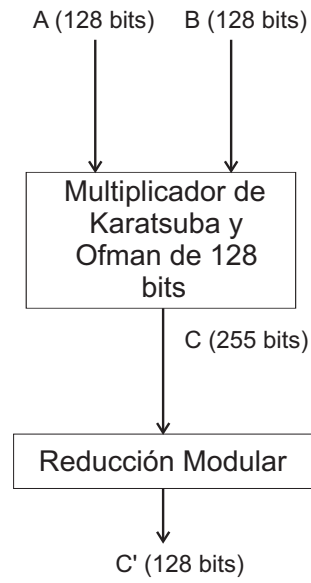 A (128 bits) B (128 bits)
Multiplicador de
Karatsuba y
Ofman de 128
bits
C (255 bits)
Reducción Modular
C' (128 bits)